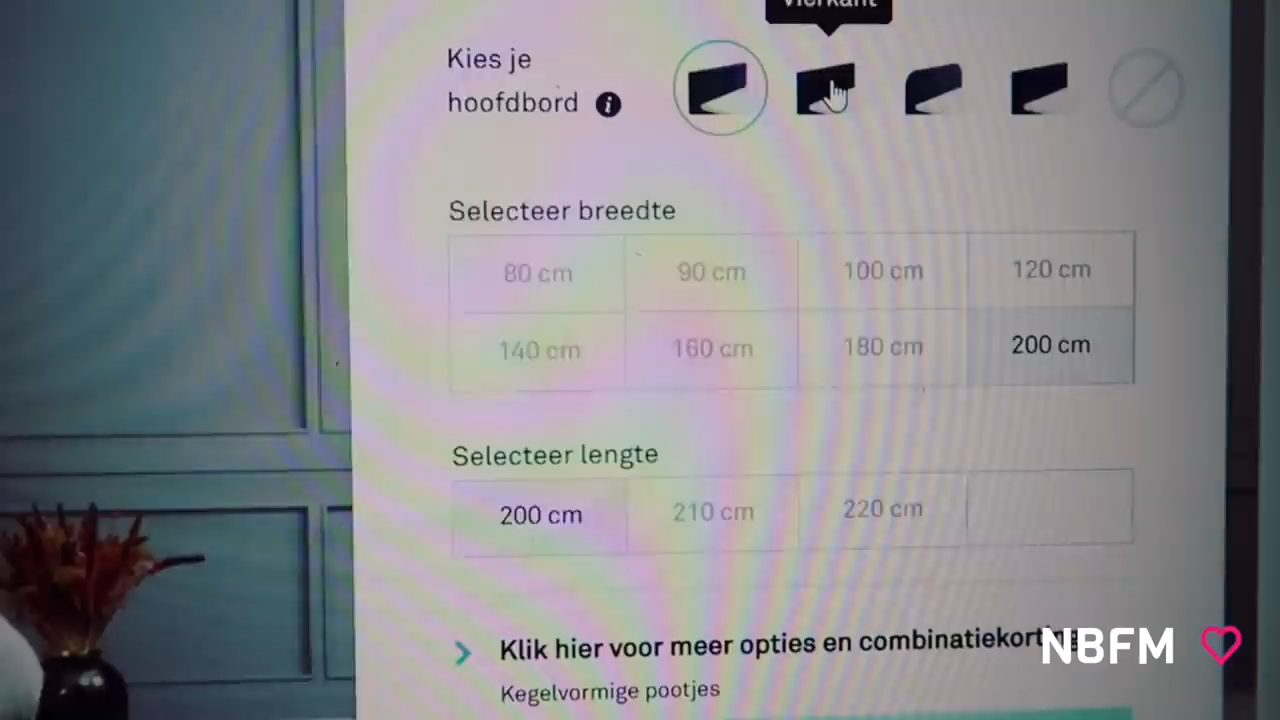 Vierkant
Kies je
hoofdbord
Selecteer breedte
80 cm 90 cm 100 cm 120 cm
140 cm 160 cm 180 cm 200 cm
Selecteer lengte
200 cm 210 cm 220 cm
Klik hier voor meer opties en combinatiekorting
Kegelvormige pootjes
NBFM